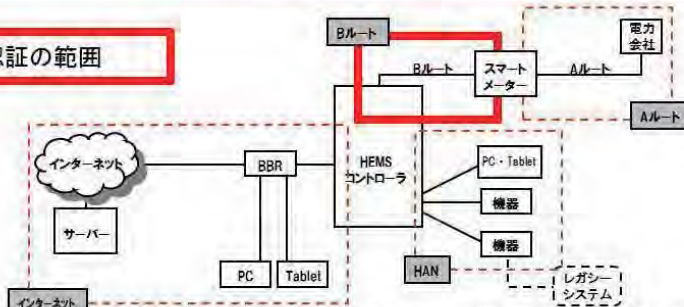 認証の範囲
Bルート
電力
会社
Bルート
スマート
メーター
Aルート
Aルート
インターネット
BBR
HEMS
コントローラ
PC・Tablet
機器
サーバー
機器
PC
Tablet
HAN
レガシー
システム
インターネット